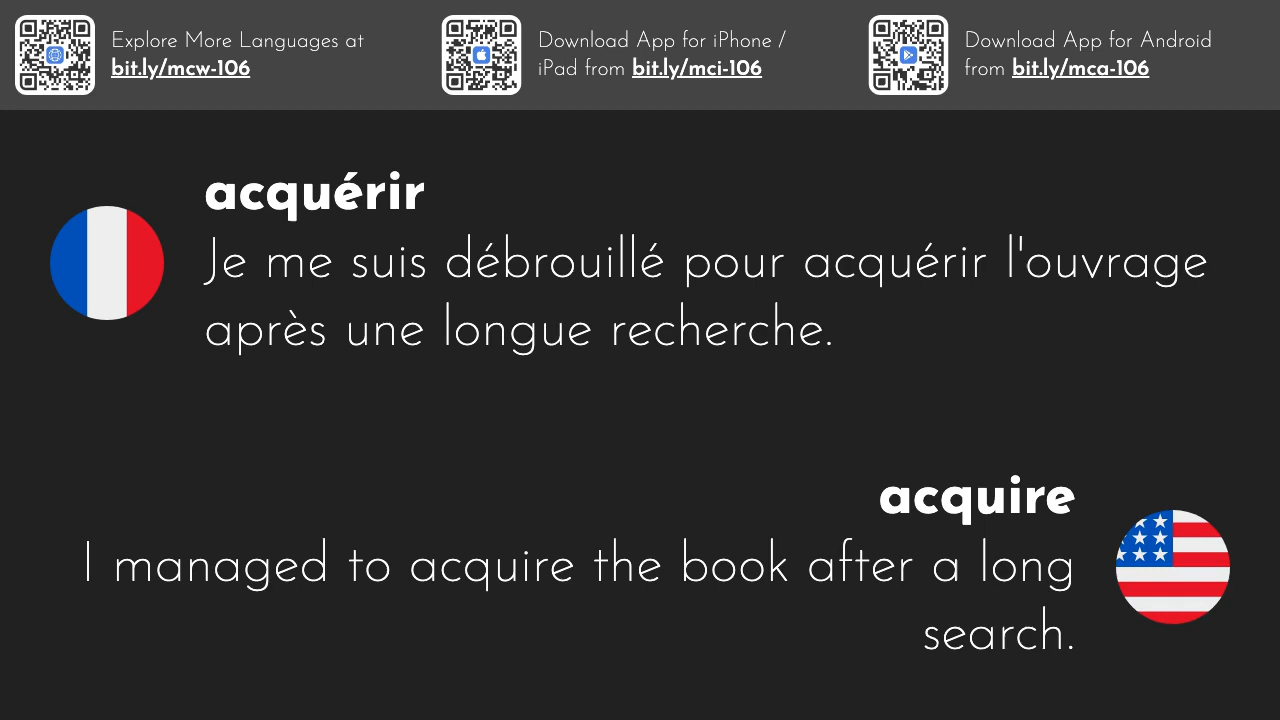 Explore More Languages at
bit.ly/mcw-106
Download App for iPhone /
iPad from bit.ly/mci-106
Download App for Android
from bit.ly/mca-106
acquérir
Je me suis débrouillé pour acquérir l'ouvrage
après une longue recherche.
acquire
I managed to acquire the book after a long
search.